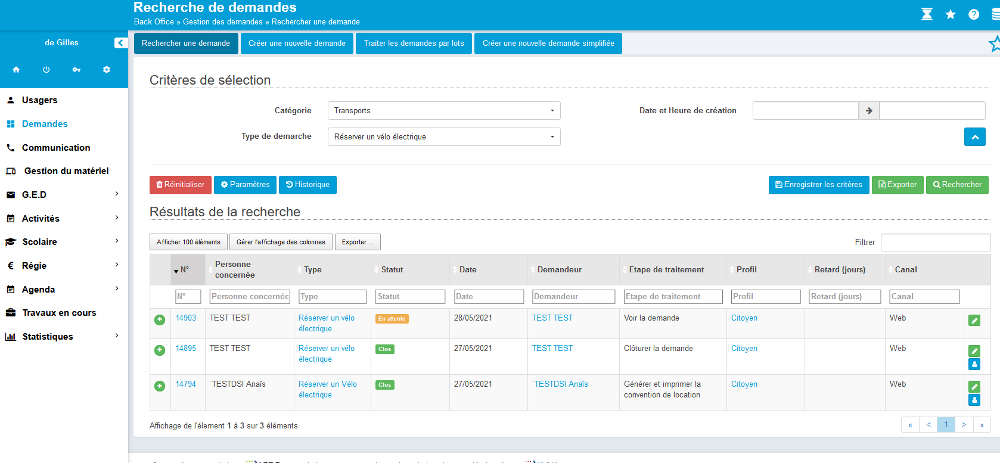 Recherche de demandes
Back Office » Gestion des demandes » Rechercher une demande
de Gilles
Rechercher une demande
Créer une nouvelle demande
Traiter les demandes par lots
Créer une nouvelle demande simplifiée
Usagers
Demandes
Communication
Gestion du matériel
G.E.D
Activités
Scolaire
Régie
Agenda
Travaux en cours
Statistiques
Critères de sélection
Catégorie
Transports
Date et Heure de création
Type de demarche
Réserver un vélo électrique
Réinitialiser
Paramètres
Historique
Enregistrer les critères
Exporter
Rechercher
Résultats de la recherche
Afficher 100 éléments
Gérer l'affichage des colonnes
Exporter ...
Filtrer
N° Personne concernée Type Statut Date Demandeur Etape de traitement Profil Retard (jours) Canal
N° Personne concernée Type Statut Date Demandeur Etape de traitement Profil Retard (jours) Canal
14903 TEST TEST Réserver un vélo électrique En attente 28/05/2021 TEST TEST Voir la demande Citoyen Web
14895 TEST TEST Réserver un vélo électrique Clos 27/05/2021 TEST TEST Clôturer la demande Citoyen Web
14794 ¨TESTDSI Anaïs Réserver un Vélo électrique Clos 27/05/2021 ¨TESTDSI Anaïs Générer et imprimer la convention de location Citoyen Web
Affichage de l'élement 1 à 3 sur 3 éléments
« < 1 > »